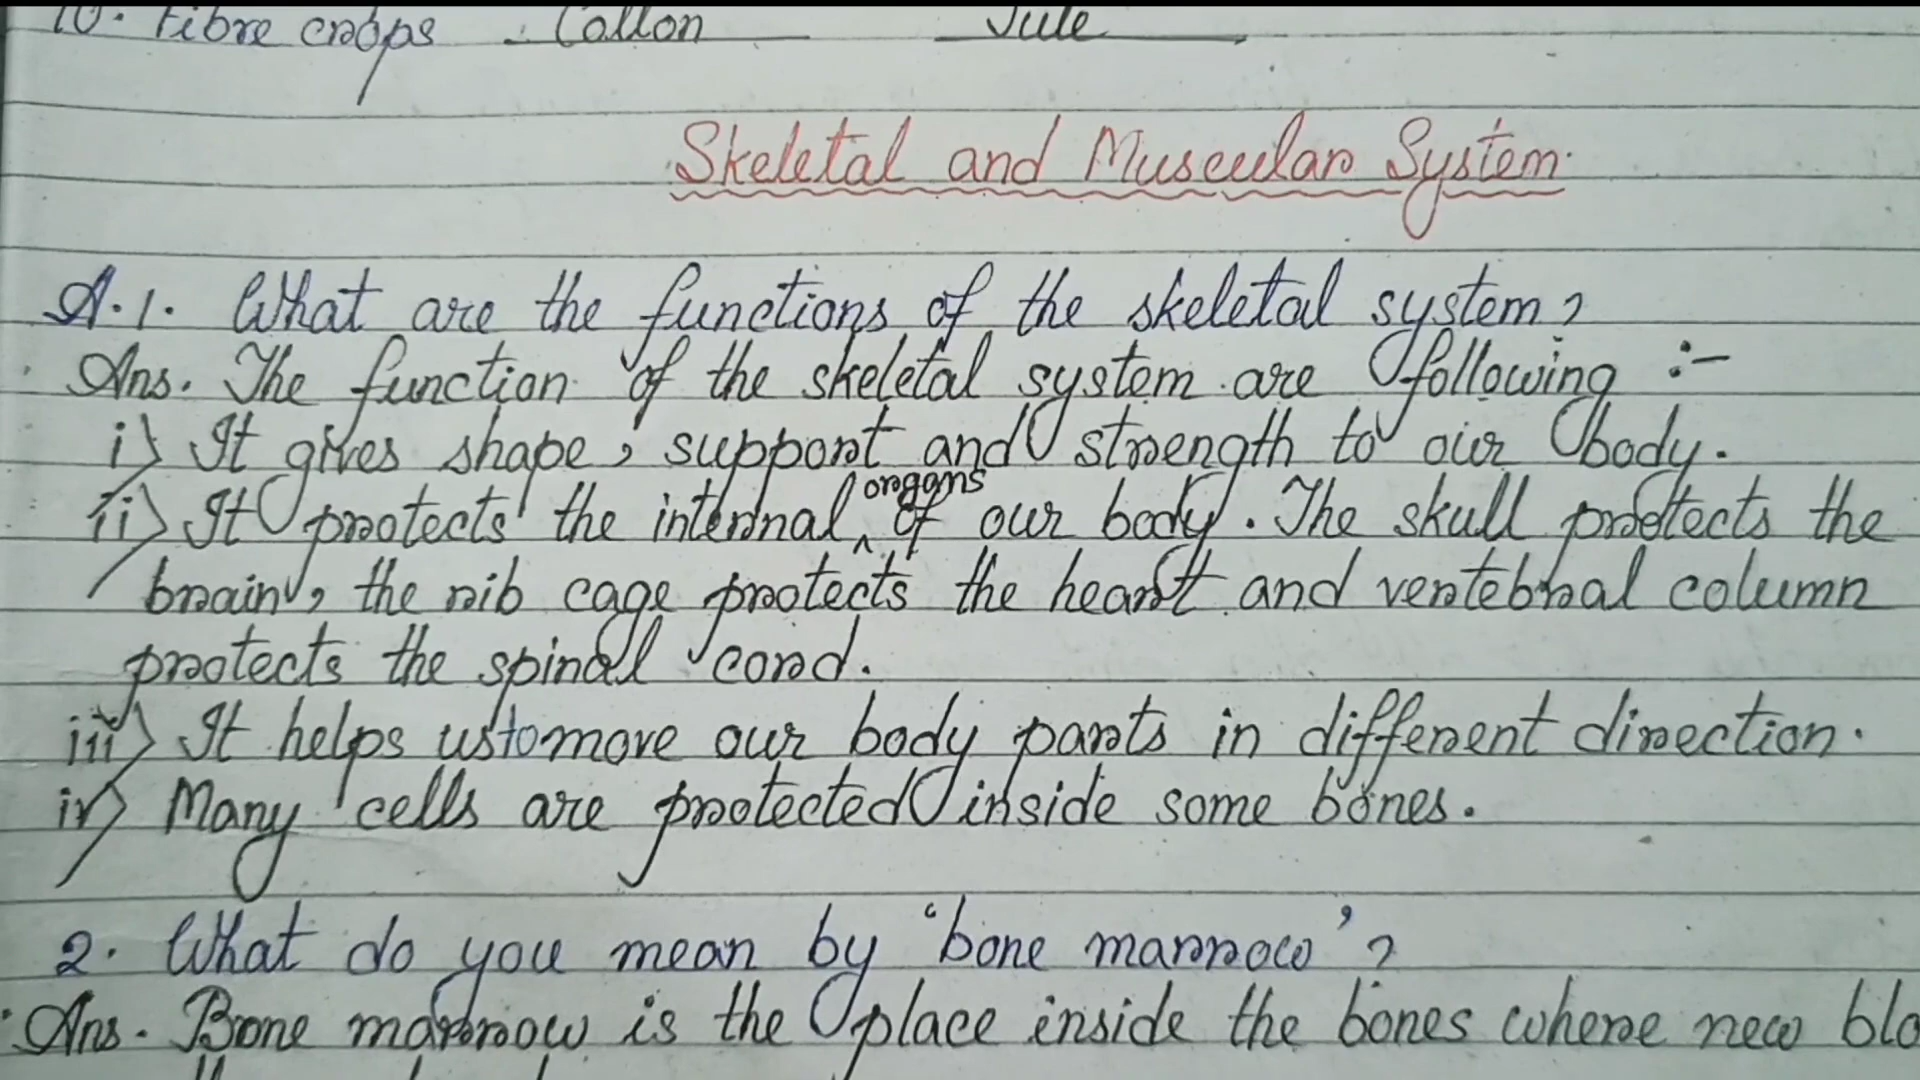 10. Fibre crops - Cotton Jute
Skeletal and Muscular System.
A.1. What are the functions of the skeletal system?
Ans. The function of the skeletal system are following :-
i) It gives shape, support and strength to our body.
ii) It protects the internal organs of our body. The skull protects the
brain, the rib cage protects the heart and vertebral column
protects the spinal cord.
iii) It helps us to move our body parts in different direction.
iv) Many cells are protected inside some bones.
2. What do you mean by 'bone marrow'?
Ans. Bone marrow is the place inside the bones where new blo